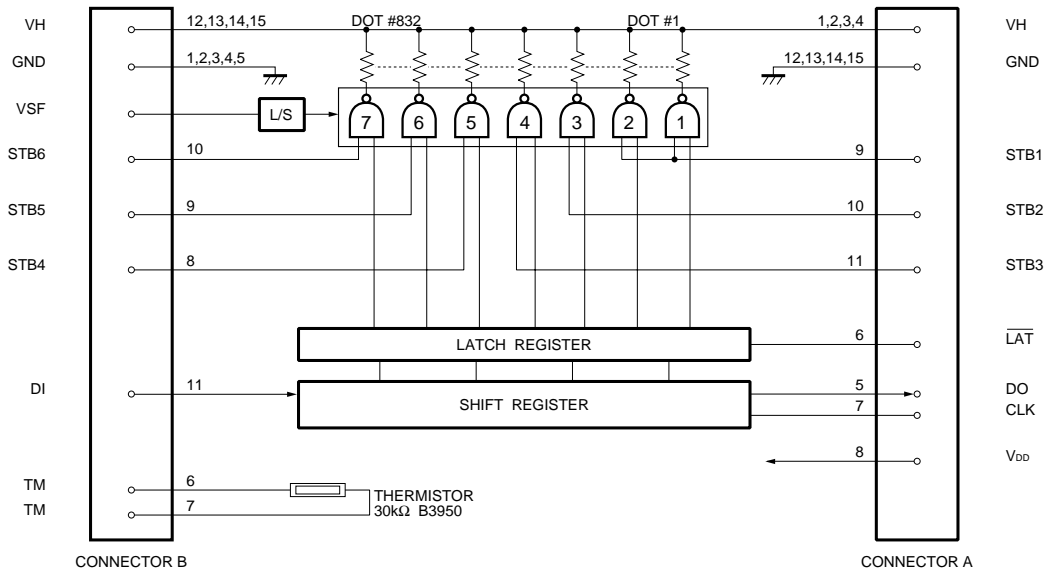 VH 12,13,14,15 DOT #832 DOT #1 1,2,3,4 VH
GND 1,2,3,4,5 12,13,14,15 GND
VSF L/S 7 6 5 4 3 2 1
STB6 10 9 STB1
STB5 9 10 STB2
STB4 8 11 STB3
LATCH REGISTER 6 LAT
DI 11 SHIFT REGISTER 5 DO
7 CLK
8 VDD
TM 6 THERMISTOR
TM 7 30kΩ B3950
CONNECTOR B CONNECTOR A